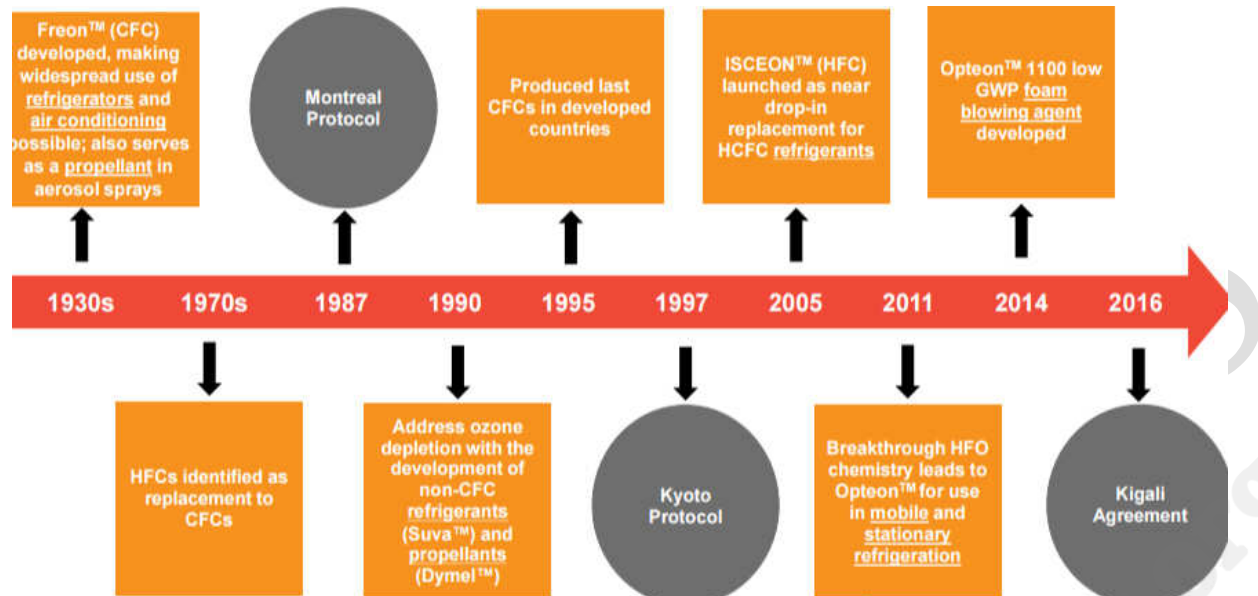 Freon™ (CFC)
developed, making
widespread use of
refrigerators and
air conditioning
possible; also serves
as a propellant in
aerosol sprays
Montreal
Protocol
Produced last
CFCs in developed
countries
ISCEON™ (HFC)
launched as near
drop-in
replacement for
HCFC refrigerants
Opteon™ 1100 low
GWP foam
blowing agent
developed
1930s 1970s 1987 1990 1995 1997 2005 2011 2014 2016
HFCs identified as
replacement to
CFCs
Address ozone
depletion with the
development of
non-CFC
refrigerants
(Suva™) and
propellants
(Dymel™)
Kyoto
Protocol
Breakthrough HFO
chemistry leads to
Opteon™ for use
in mobile and
stationary
refrigeration
Kigali
Agreement